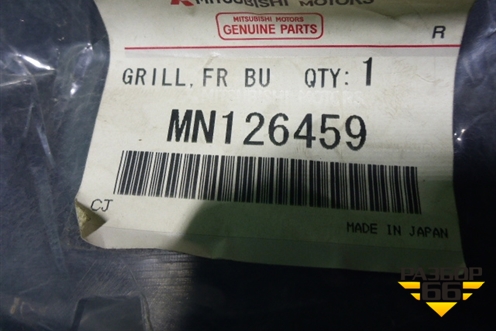 MITSUBISHI MOTORS
MITSUBISHI MOTORS
GENUINE PARTS
R
GRILL, FR BU QTY: 1
MN126459
CJ
MADE IN JAPAN
РАЗБОР
66